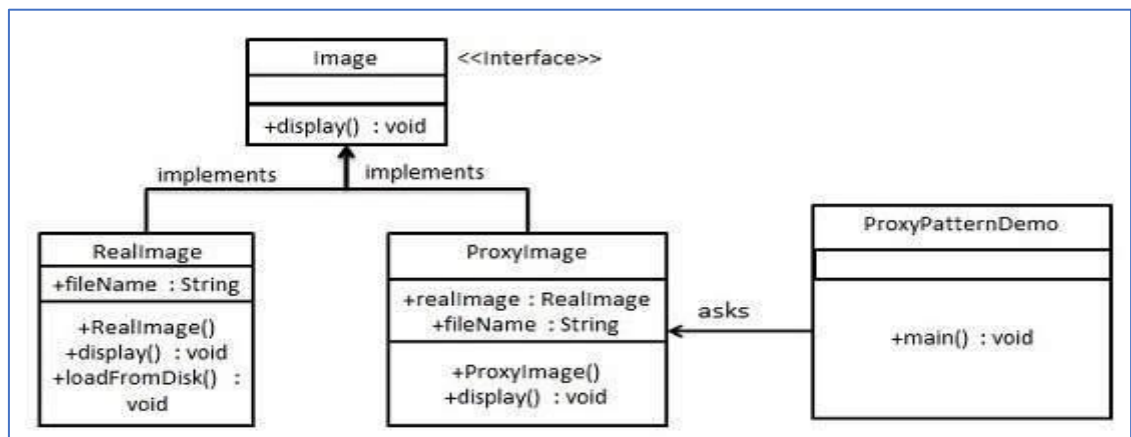 Image <<Interface>>
+display() : void
implements implements
RealImage
+fileName : String
+RealImage()
+display() : void
+loadFromDisk() :
void
ProxyImage
+realImage : RealImage
+fileName : String
+ProxyImage()
+display() : void
asks
ProxyPatternDemo
+main() : void